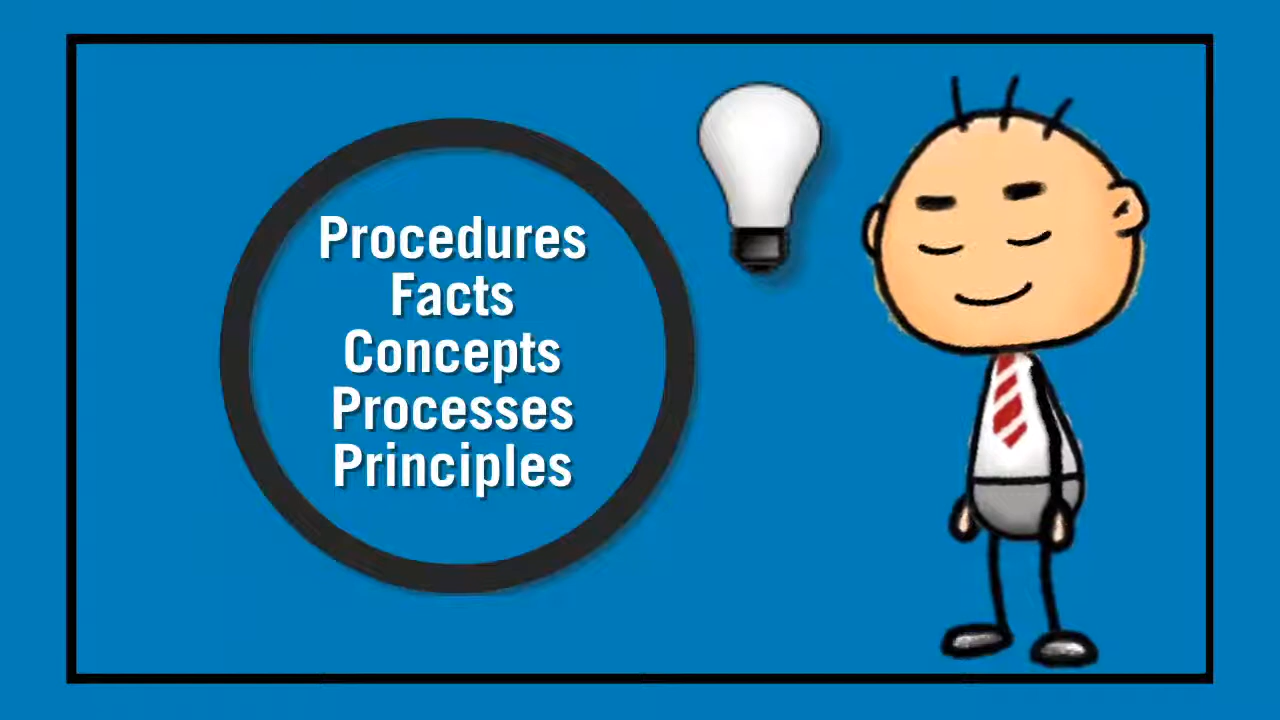 Procedures
Facts
Concepts
Processes
Principles